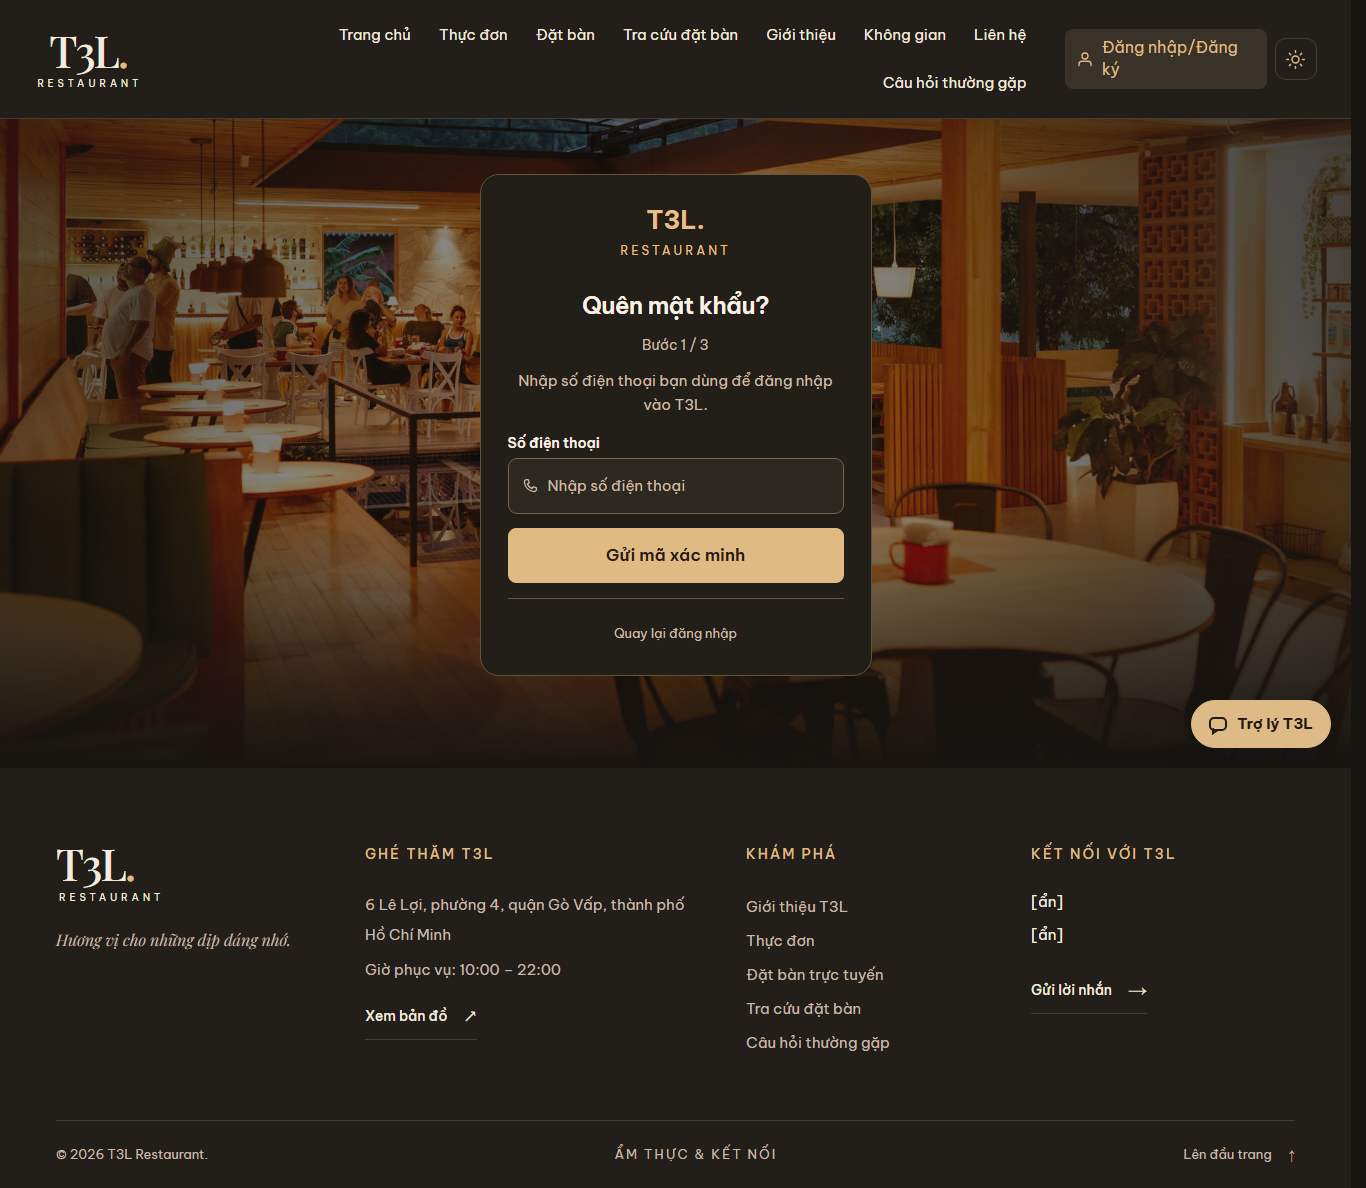 T3L.
RESTAURANT
Trang chủ
Thực đơn
Đặt bàn
Tra cứu đặt bàn
Giới thiệu
Không gian
Liên hệ
Câu hỏi thường gặp
Đăng nhập/Đăng
ký
T3L.
RESTAURANT
Quên mật khẩu?
Bước 1 / 3
Nhập số điện thoại bạn dùng để đăng nhập
vào T3L.
Số điện thoại
Nhập số điện thoại
Gửi mã xác minh
Quay lại đăng nhập
Trợ lý T3L
T3L.
RESTAURANT
Hương vị cho những dịp đáng nhớ.
GHÉ THĂM T3L
6 Lê Lợi, phường 4, quận Gò Vấp, thành phố
Hồ Chí Minh
Giờ phục vụ: 10:00 – 22:00
Xem bản đồ ↗
KHÁM PHÁ
Giới thiệu T3L
Thực đơn
Đặt bàn trực tuyến
Tra cứu đặt bàn
Câu hỏi thường gặp
KẾT NỐI VỚI T3L
[ẩn]
[ẩn]
Gửi lời nhắn →
© 2026 T3L Restaurant.
ẨM THỰC & KẾT NỐI
Lên đầu trang ↑